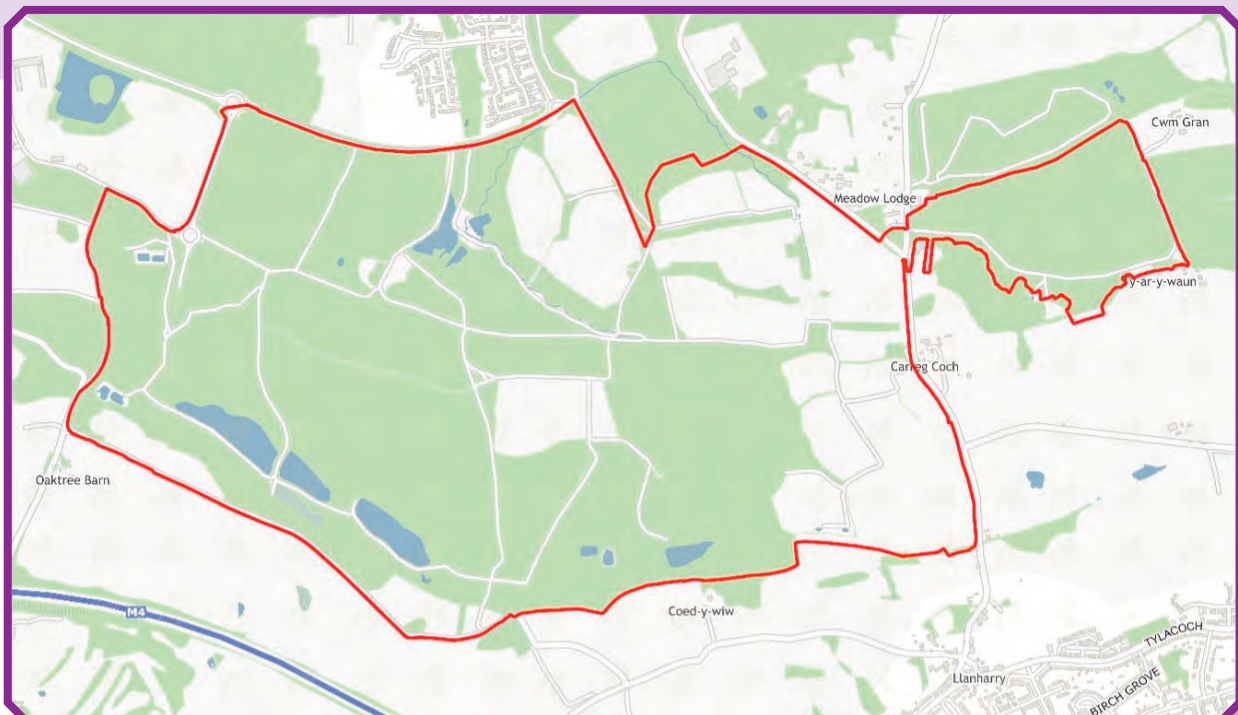 Cwm Gran
Meadow Lodge
y-ar-y-waun
Carreg Coch
Oaktree Barn
M4
Coed-y-wiw
TYLACOCH
Llanharry
BIRCH GROVE